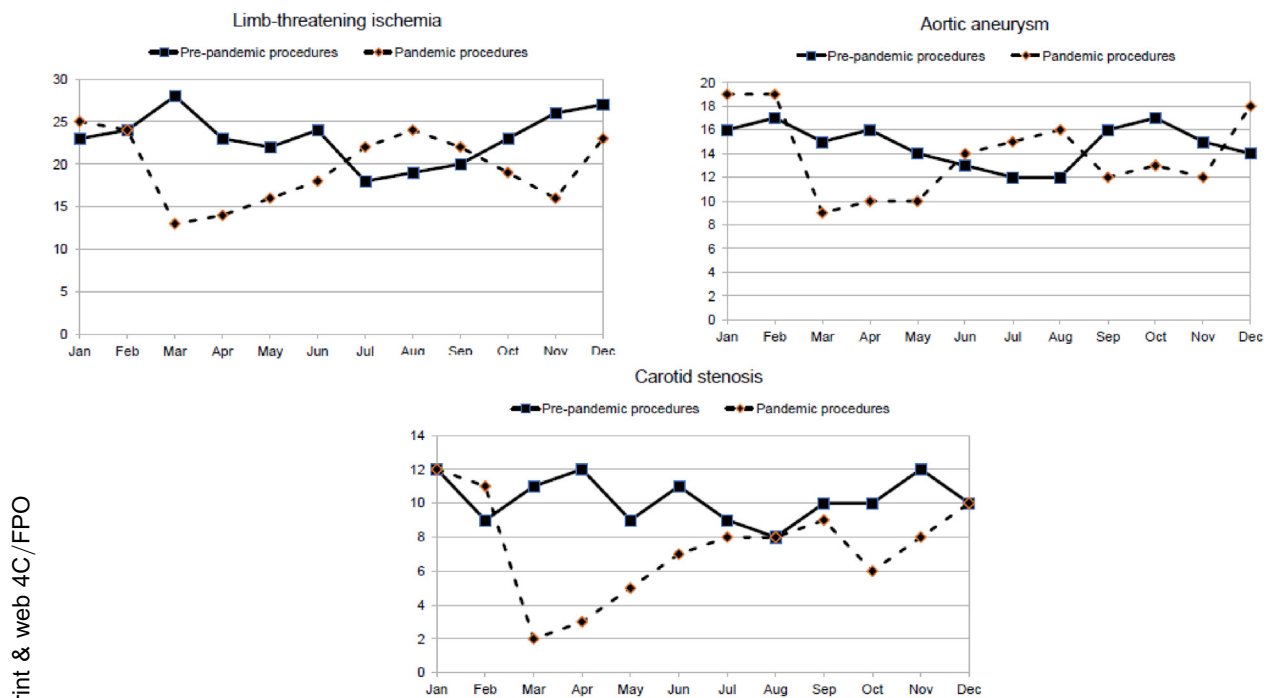 Limb-threatening ischemia
Pre-pandemic procedures Pandemic procedures
30
25
20
15
10
5
0
Jan Feb Mar Apr May Jun Jul Aug Sep Oct Nov Dec
Aortic aneurysm
Pre-pandemic procedures Pandemic procedures
20
18
16
14
12
10
8
6
4
2
0
Jan Feb Mar Apr May Jun Jul Aug Sep Oct Nov Dec
Carotid stenosis
Pre-pandemic procedures Pandemic procedures
14
12
10
8
6
4
2
0
Jan Feb Mar Apr May Jun Jul Aug Sep Oct Nov Dec
rint & web 4C/FPO